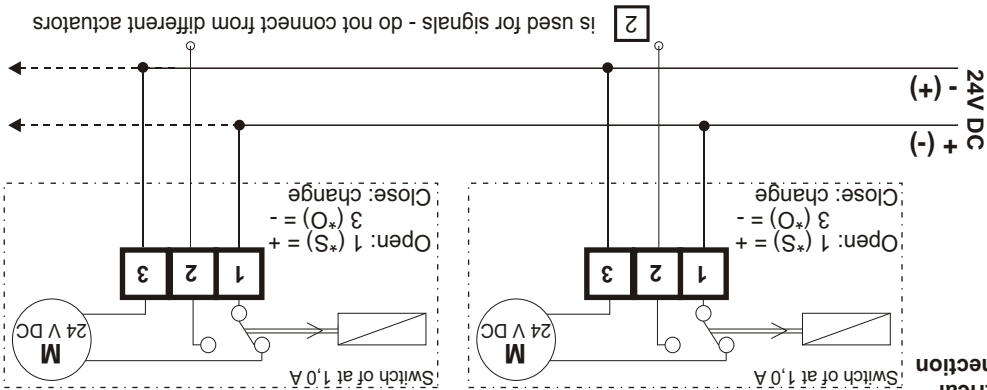 nection
Switch of at 1,0 A
M
24 V DC
1 2 3
Open: 1 (*S) = +
3 (*O) = -
Close: change
Switch of at 1,0 A
M
24 V DC
1 2 3
Open: 1 (*S) = +
3 (*O) = -
Close: change
24V DC
+ (-)
- (+)
2 is used for signals - do not connect from different actuators